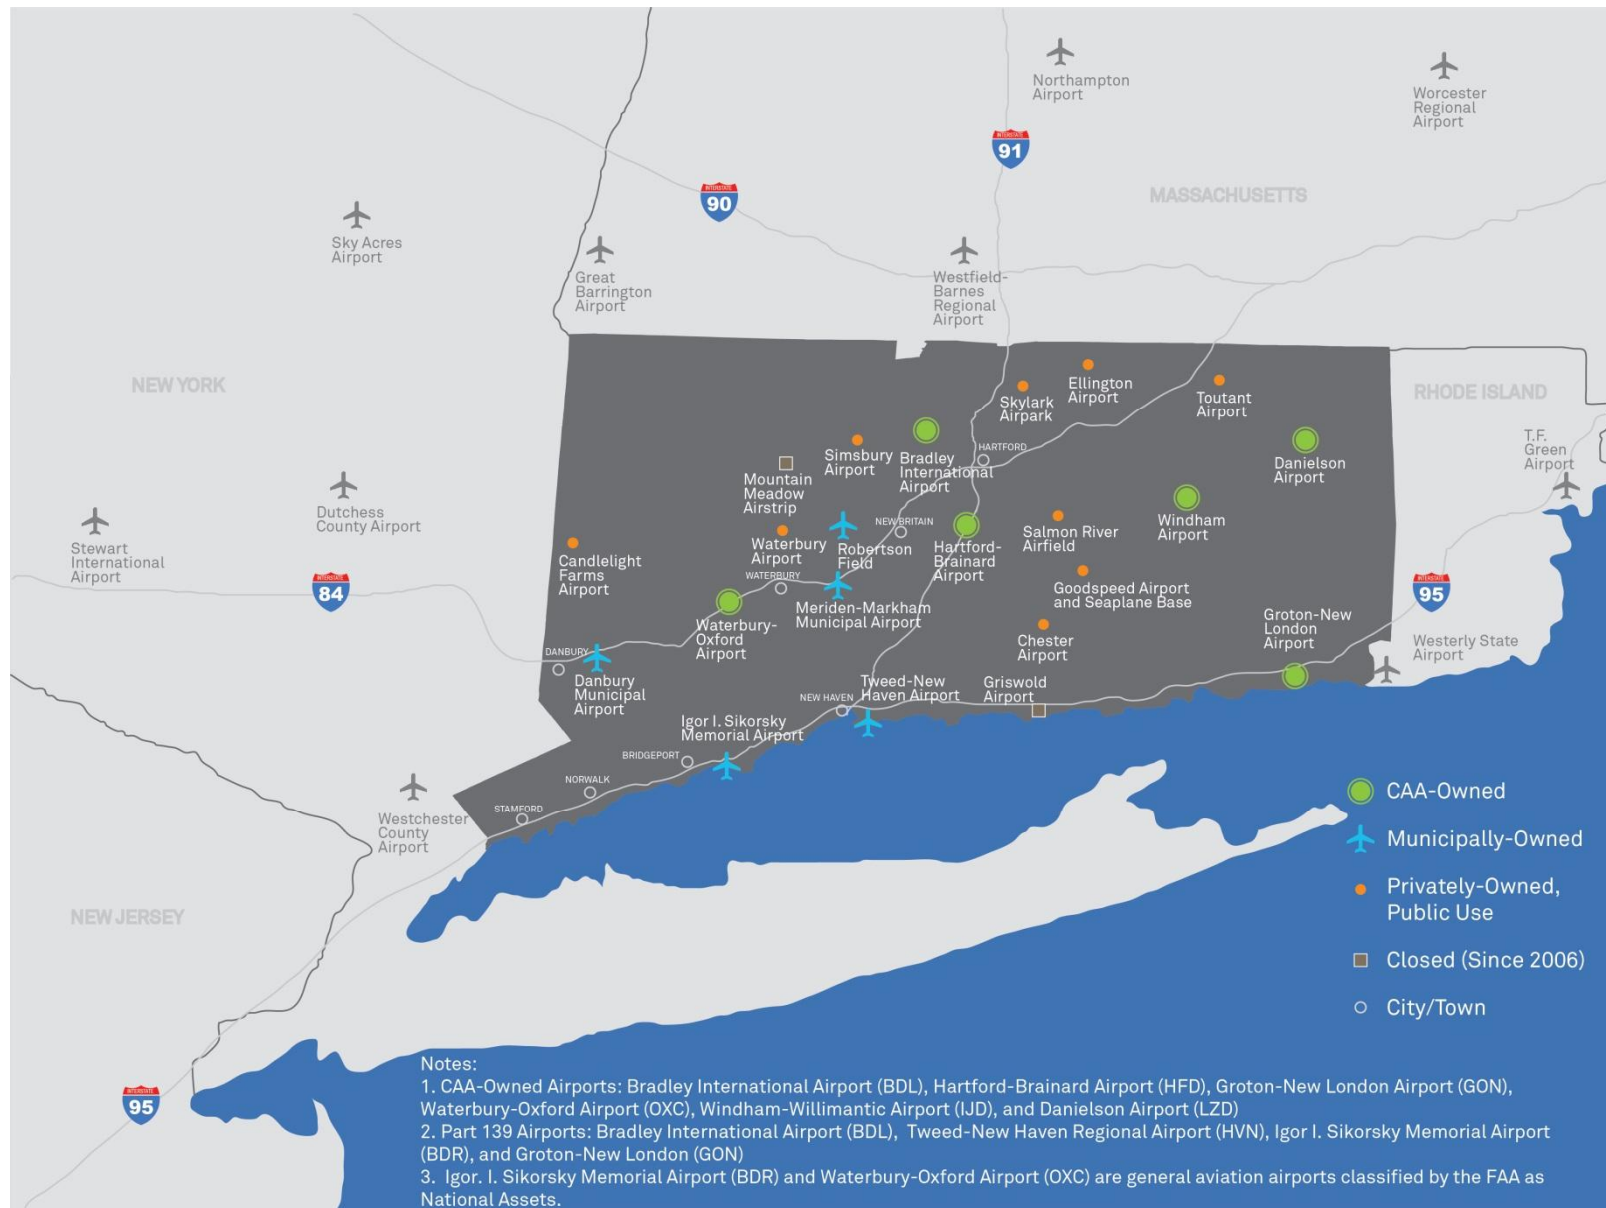 Northampton
Airport
Worcester
Regional
Airport
INTERSTATE
91
INTERSTATE
90
MASSACHUSETTS
Sky Acres
Airport
Great
Barrington
Airport
Westfield-
Barnes
Regional
Airport
NEW YORK
RHODE ISLAND
Ellington
Airport
Skylark
Airpark
Toutant
Airport
T.F.
Green
Airport
Simsbury
Airport
Bradley
International
Airport
HARTFORD
Danielson
Airport
Mountain
Meadow
Airstrip
Dutchess
County Airport
Stewart
International
Airport
Windham
Airport
NEW BRITAIN
Salmon River
Airfield
Waterbury
Airport
Robertson
Field
Hartford-
Brainard
Airport
Candlelight
Farms
Airport
WATERBURY
INTERSTATE
84
Goodspeed Airport
and Seaplane Base
INTERSTATE
95
Meriden-Markham
Municipal Airport
Groton-New
London
Airport
Waterbury-
Oxford
Airport
Chester
Airport
Westerly State
Airport
DANBURY
Danbury
Municipal
Airport
Tweed-New
Haven Airport
Griswold
Airport
NEW HAVEN
Igor I. Sikorsky
Memorial Airport
BRIDGEPORT
NORWALK
STAMFORD
Westchester
County
Airport
NEW JERSEY
INTERSTATE
95
CAA-Owned
Municipally-Owned
Privately-Owned,
Public Use
Closed (Since 2006)
City/Town
Notes:
1. CAA-Owned Airports: Bradley International Airport (BDL), Hartford-Brainard Airport (HFD), Groton-New London Airport (GON),
Waterbury-Oxford Airport (OXC), Windham-Willimantic Airport (IJD), and Danielson Airport (LZD)
2. Part 139 Airports: Bradley International Airport (BDL), Tweed-New Haven Regional Airport (HVN), Igor I. Sikorsky Memorial Airport
(BDR), and Groton-New London (GON)
3. Igor. I. Sikorsky Memorial Airport (BDR) and Waterbury-Oxford Airport (OXC) are general aviation airports classified by the FAA as
National Assets.